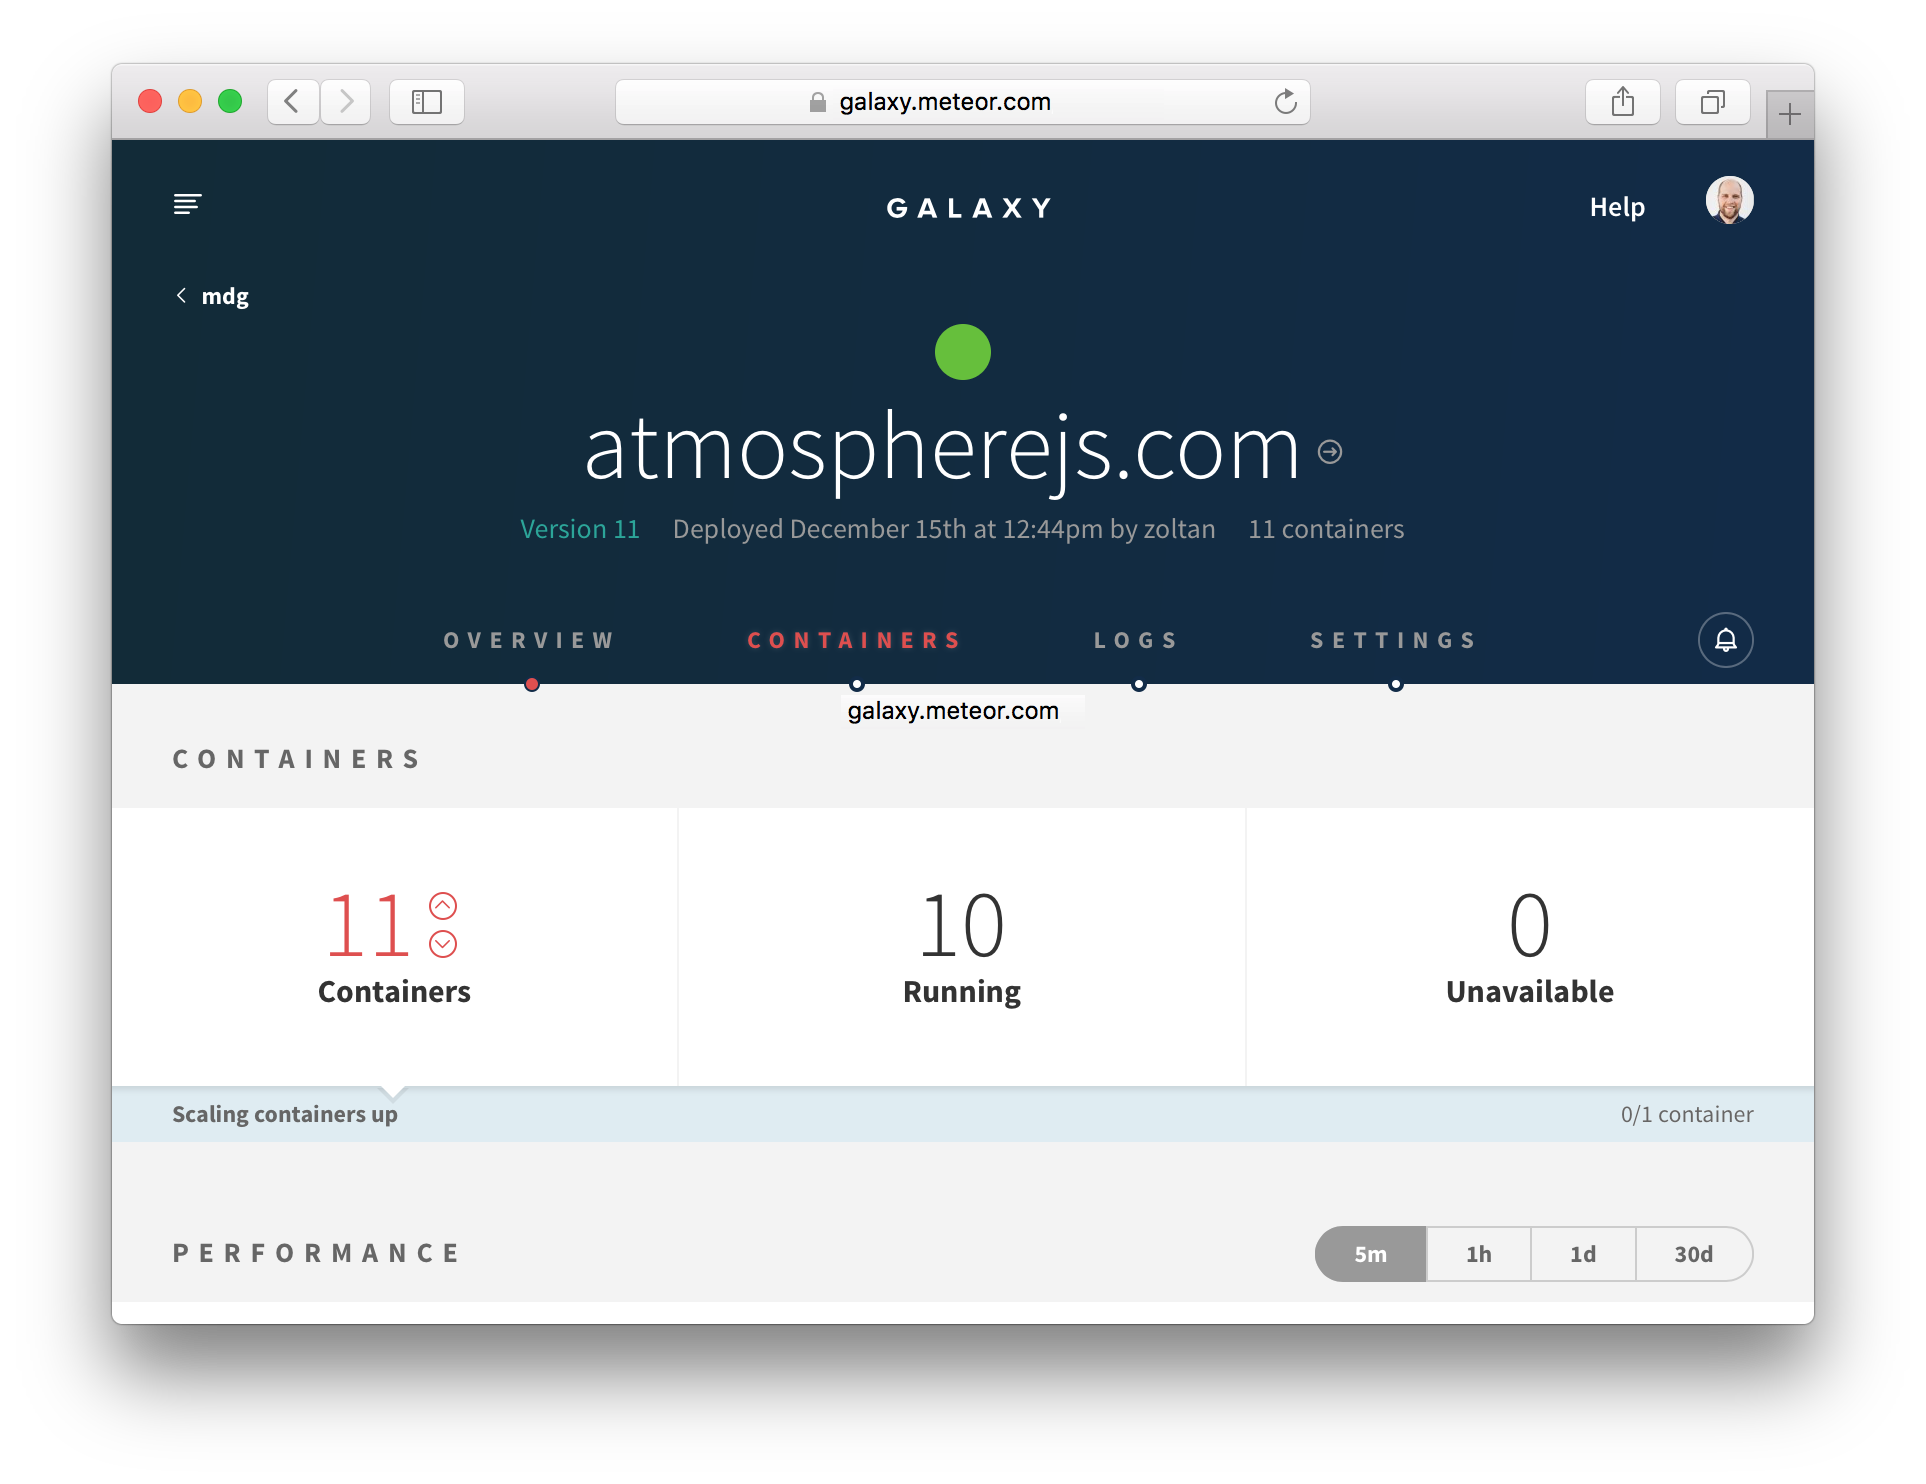 galaxy.meteor.com
GALAXY
Help
mdg
atmospherejs.com
Version 11 Deployed December 15th at 12:44pm by zoltan 11 containers
OVERVIEW CONTAINERS LOGS SETTINGS
galaxy.meteor.com
CONTAINERS
11 10 0
Containers Running Unavailable
Scaling containers up 0/1 container
PERFORMANCE 5m 1h 1d 30d